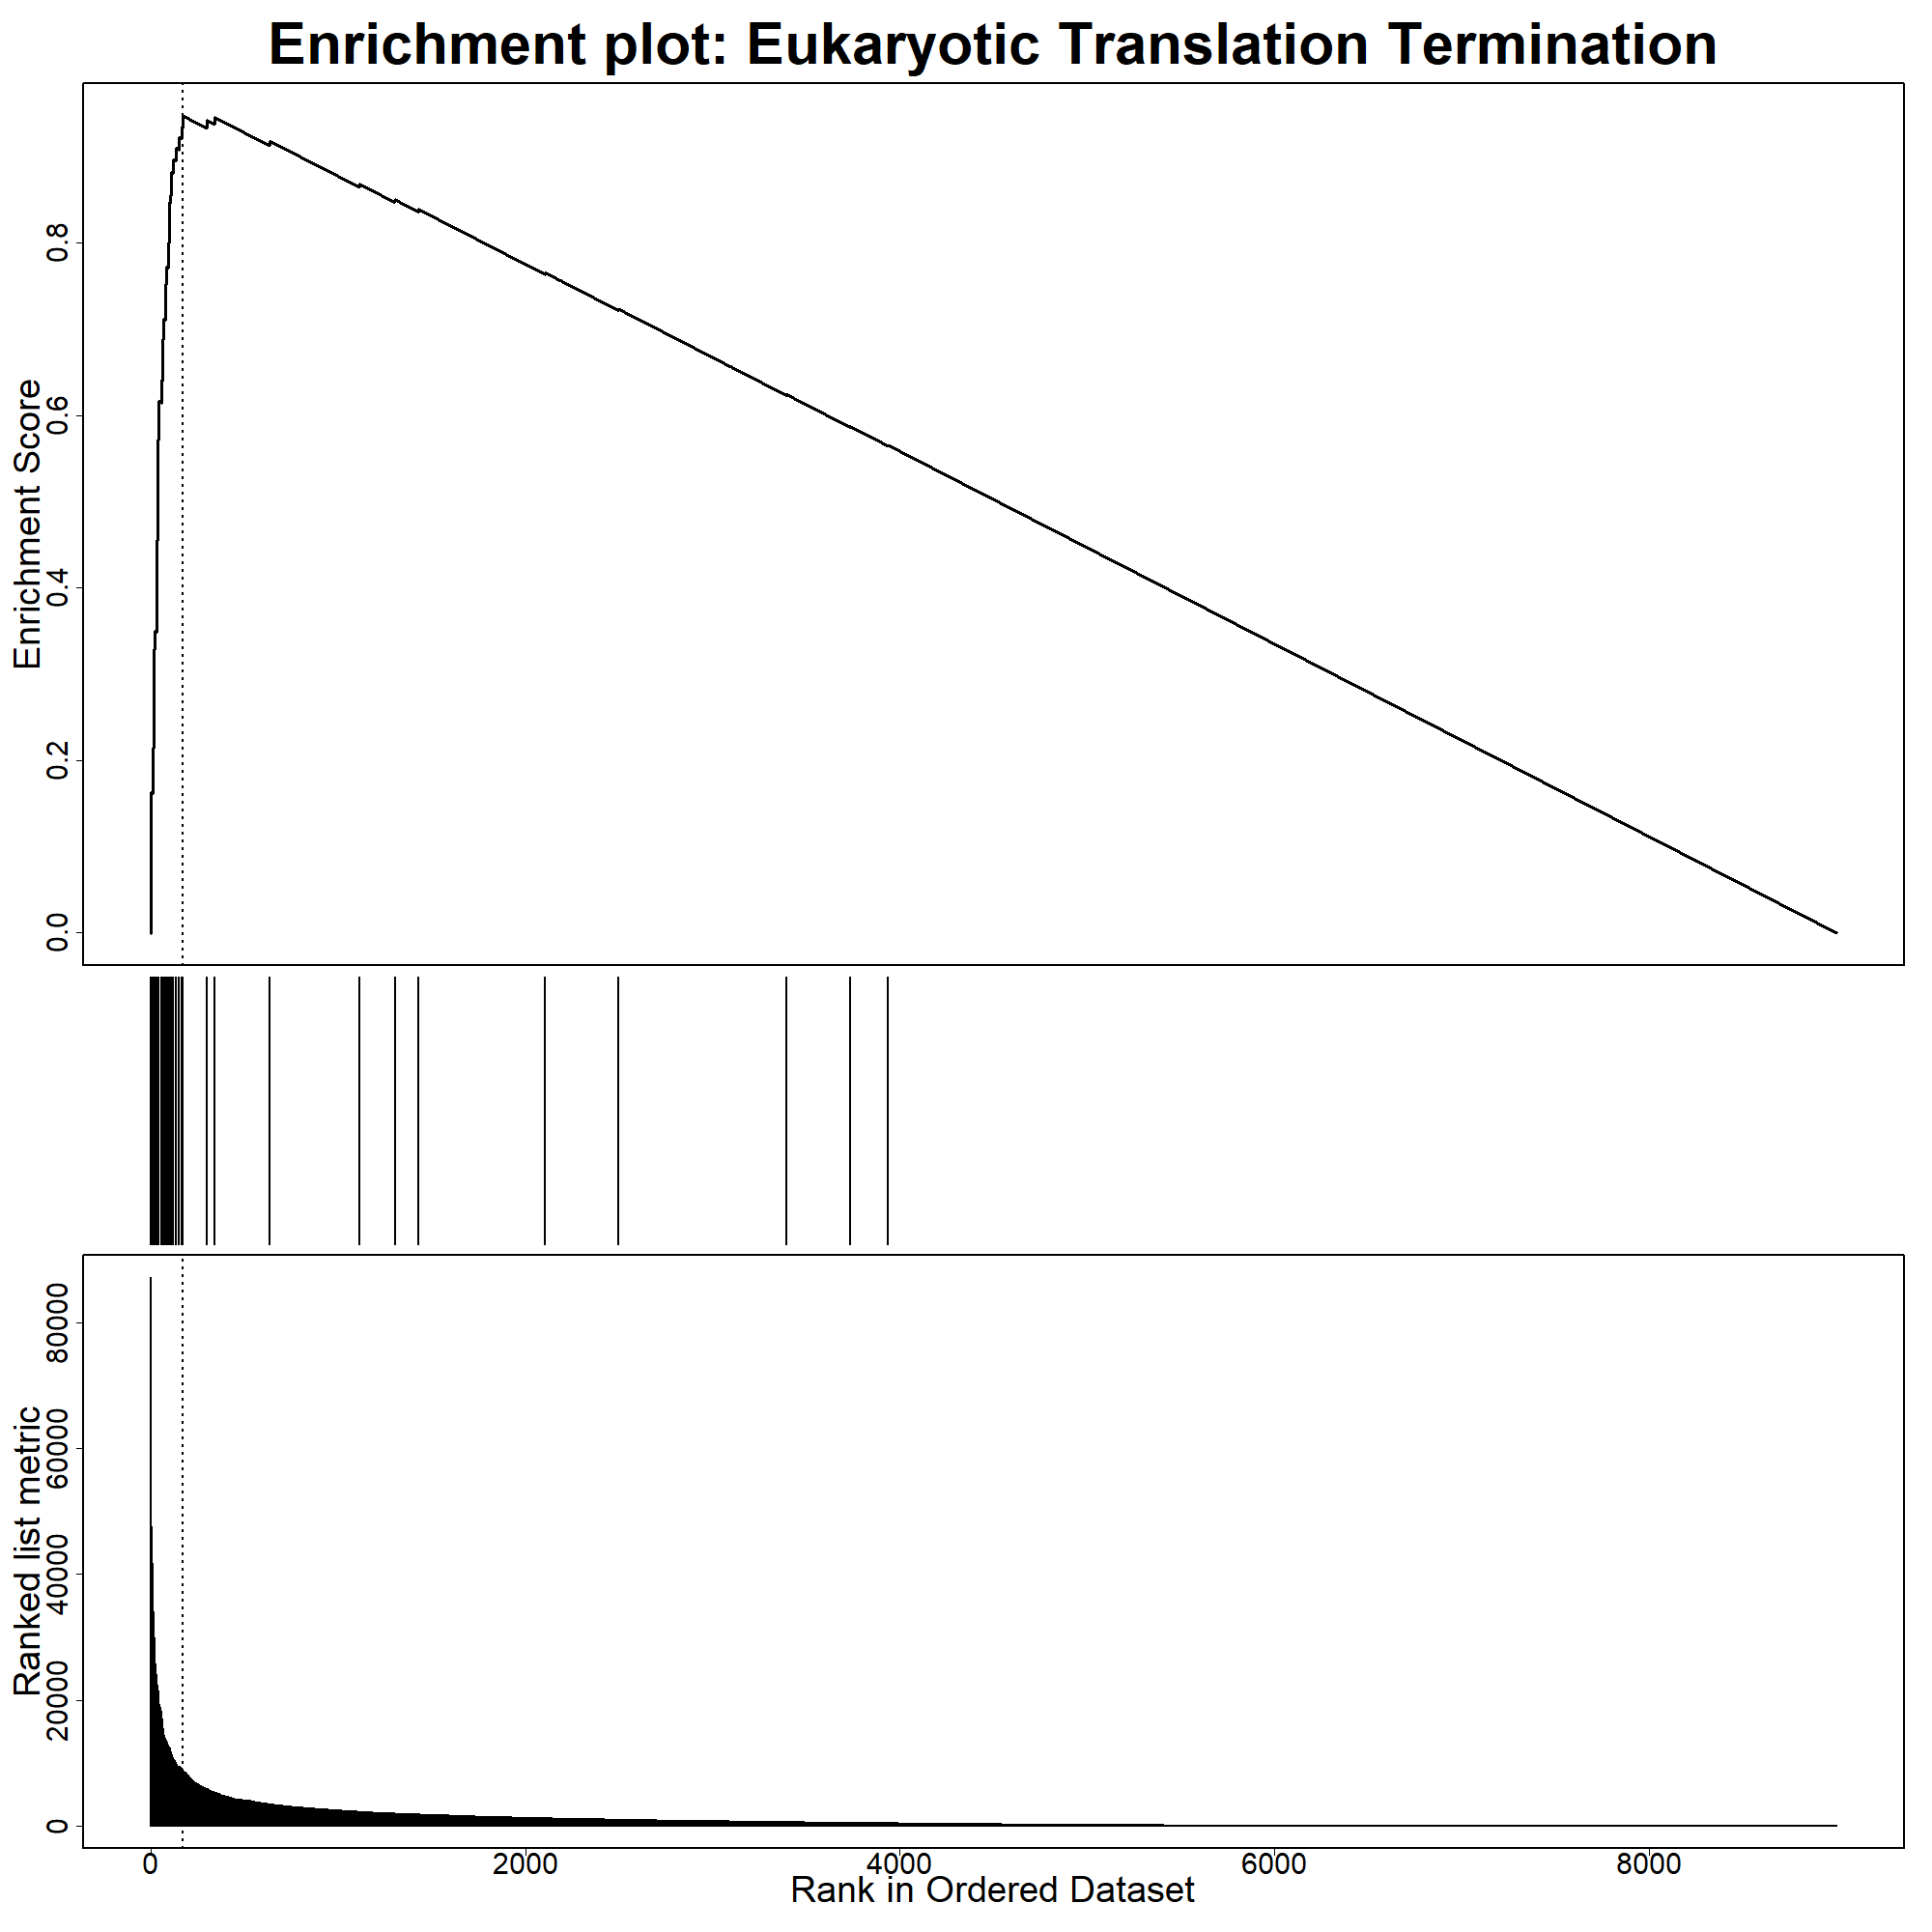 Enrichment plot: Eukaryotic Translation Termination
Enrichment Score
0.8
0.6
0.4
0.2
0.0
Ranked list metric
80000
60000
40000
20000
0
0 2000 4000 6000 8000
Rank in Ordered Dataset